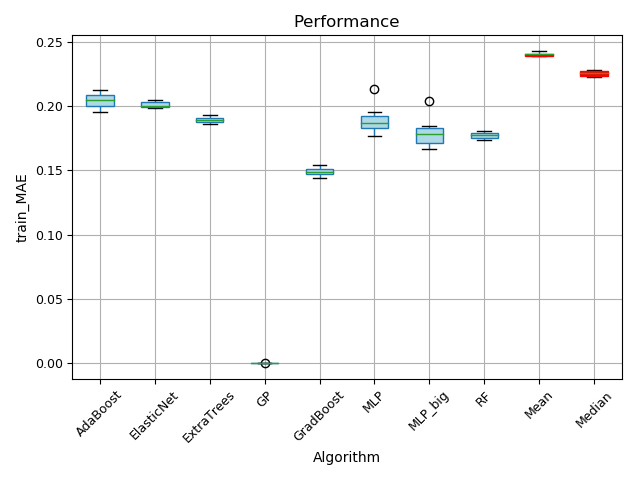 Performance
train_MAE
0.25
0.20
0.15
0.10
0.05
0.00
AdaBoost
ElasticNet
ExtraTrees
GP
GradBoost
MLP
MLP_big
RF
Mean
Median
Algorithm